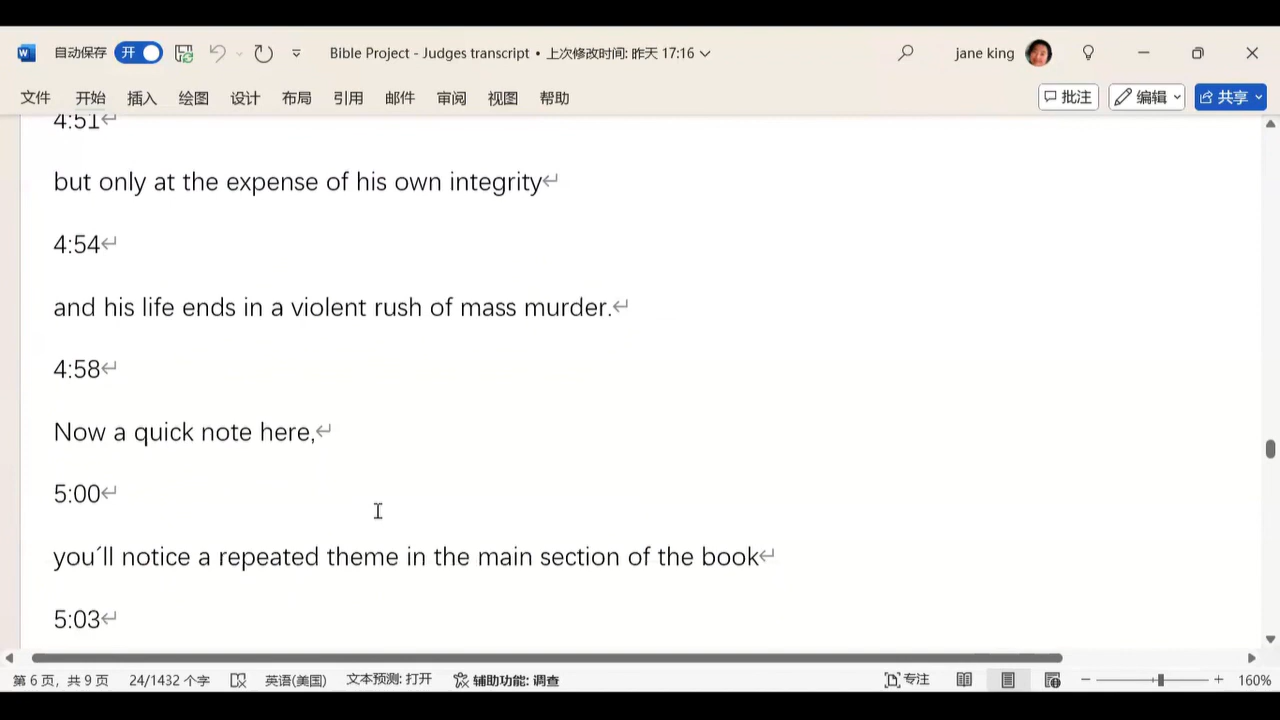 自动保存 开 Bible Project - Judges transcript • 上次修改时间: 昨天 17:16 jane king
文件 开始 插入 绘图 设计 布局 引用 邮件 审阅 视图 帮助 批注 编辑 共享
4:51
but only at the expense of his own integrity
4:54
and his life ends in a violent rush of mass murder.
4:58
Now a quick note here,
5:00
you´ll notice a repeated theme in the main section of the book
5:03
第 6 页，共 9 页 24/1432 个字 英语(美国) 文本预测: 打开 辅助功能: 调查 专注 160%